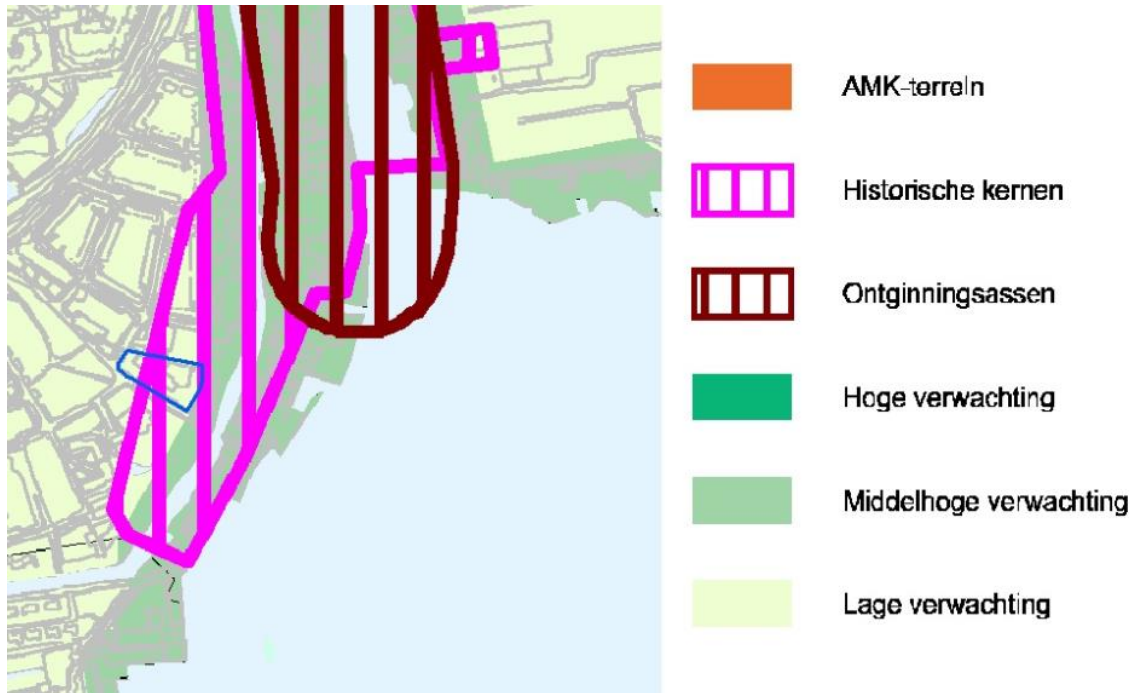 AMK-terrein
Historische kernen
Ontginningsassen
Hoge verwachting
Middelhoge verwachting
Lage verwachting